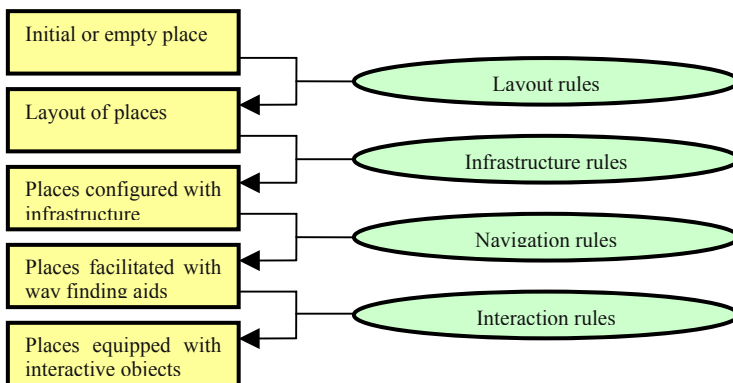 Initial or empty place
Layout rules
Layout of places
Infrastructure rules
Places configured with
infrastructure
Navigation rules
Places facilitated with
way finding aids
Interaction rules
Places equipped with
interactive objects